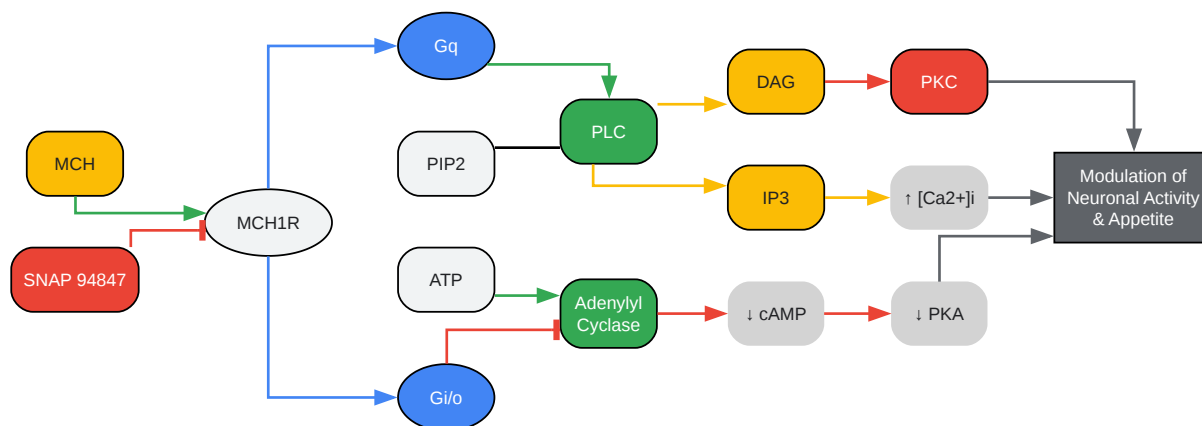 Gq
DAG
PKC
PLC
MCH
PIP2
Modulation of
Neuronal Activity
& Appetite
IP3
↑ [Ca2+]i
MCH1R
SNAP 94847
ATP
Adenylyl
Cyclase
↓ cAMP
↓ PKA
Gi/o